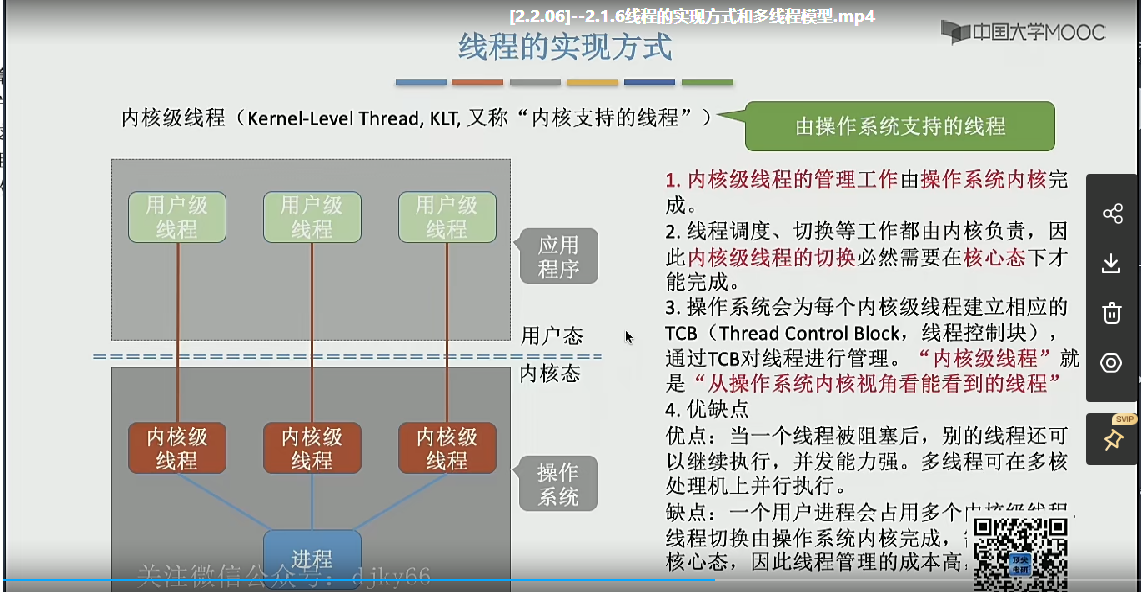 [2.2.06]--2.1.6线程的实现方式和多线程模型.mp4
中国大学MOOC
线程的实现方式
内核级线程（Kernel-Level Thread, KLT, 又称“内核支持的线程”）
由操作系统支持的线程
用户级
线程
用户级
线程
用户级
线程
应用
程序
用户态
内核态
内核级
线程
内核级
线程
内核级
线程
操作
系统
进程
关注微信公众号：djky66
1. 内核级线程的管理工作由操作系统内核完
成。
2. 线程调度、切换等工作都由内核负责，因
此内核级线程的切换必然需要在核心态下才
能完成。
3. 操作系统会为每个内核级线程建立相应的
TCB（Thread Control Block，线程控制块），
通过TCB对线程进行管理。“内核级线程”就
是“从操作系统内核视角看能看到的线程”
4. 优缺点
优点：当一个线程被阻塞后，别的线程还可
以继续执行，并发能力强。多线程可在多核
处理机上并行执行。
缺点：一个用户进程会占用多个内核级线程，
线程切换由操作系统内核完成，
核心态，因此线程管理的成本高，
SVIP